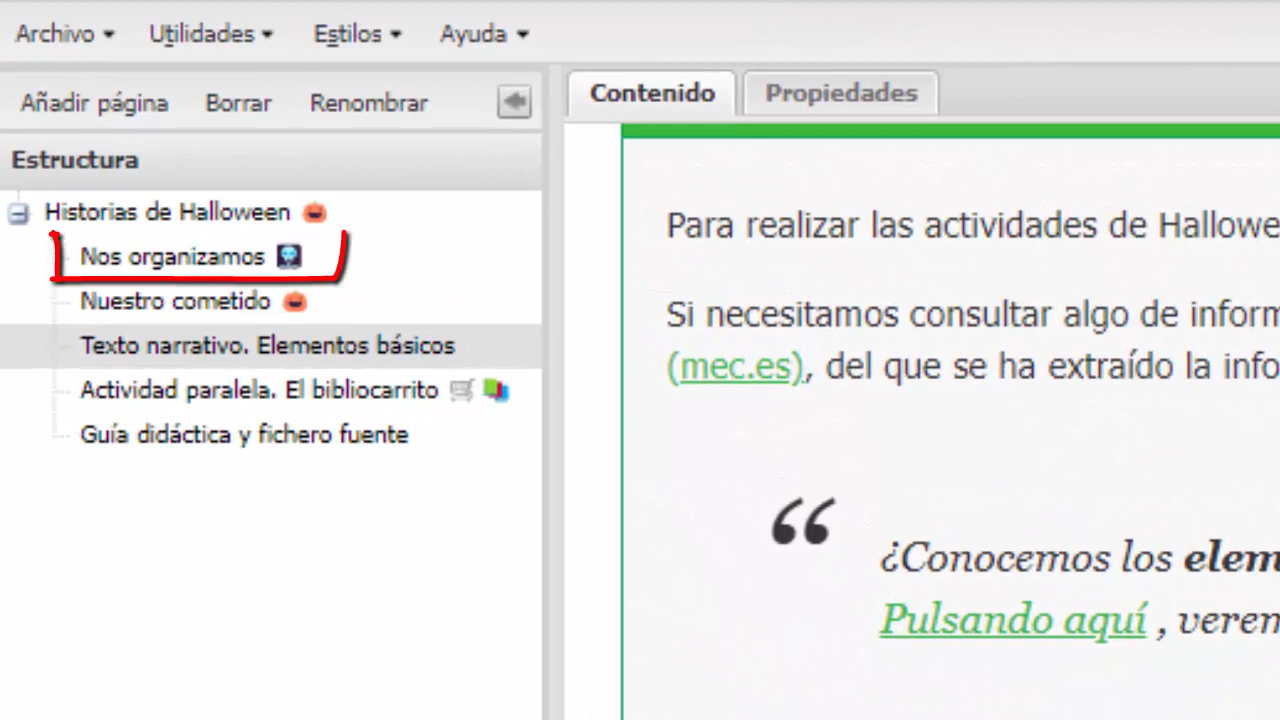 Archivo Utilidades Estilos Ayuda
Añadir página Borrar Renombrar
Estructura
Historias de Halloween
Nos organizamos
Nuestro cometido
Texto narrativo. Elementos básicos
Actividad paralela. El bibliocarrito
Guía didáctica y fichero fuente
Contenido Propiedades
Para realizar las actividades de Hallowe
Si necesitamos consultar algo de inform
(mec.es), del que se ha extraído la info
“
¿Conocemos los elem
Pulsando aquí , verem